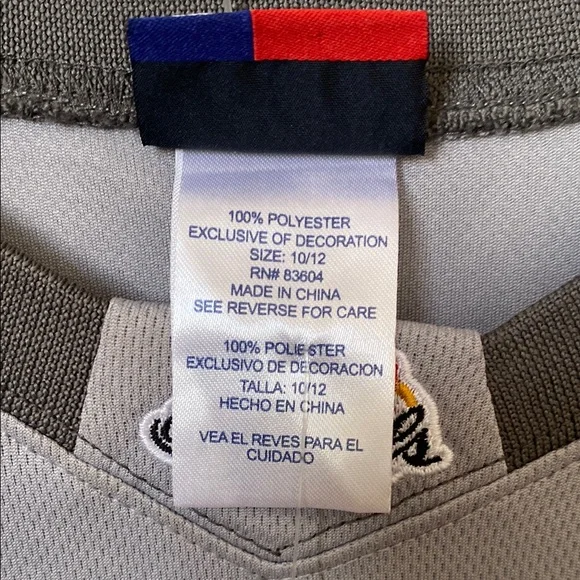 100% POLYESTER
EXCLUSIVE OF DECORATION
SIZE: 10/12
RN# 83604
MADE IN CHINA
SEE REVERSE FOR CARE
100% POLIESTER
EXCLUSIVO DE DECORACION
TALLA: 10/12
HECHO EN CHINA
VEA EL REVES PARA EL
CUIDADO